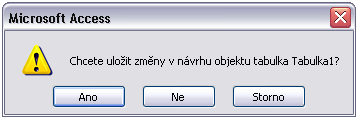 Microsoft Access
Chcete uložit změny v návrhu objektu tabulka Tabulka1?
Ano
Ne
Storno